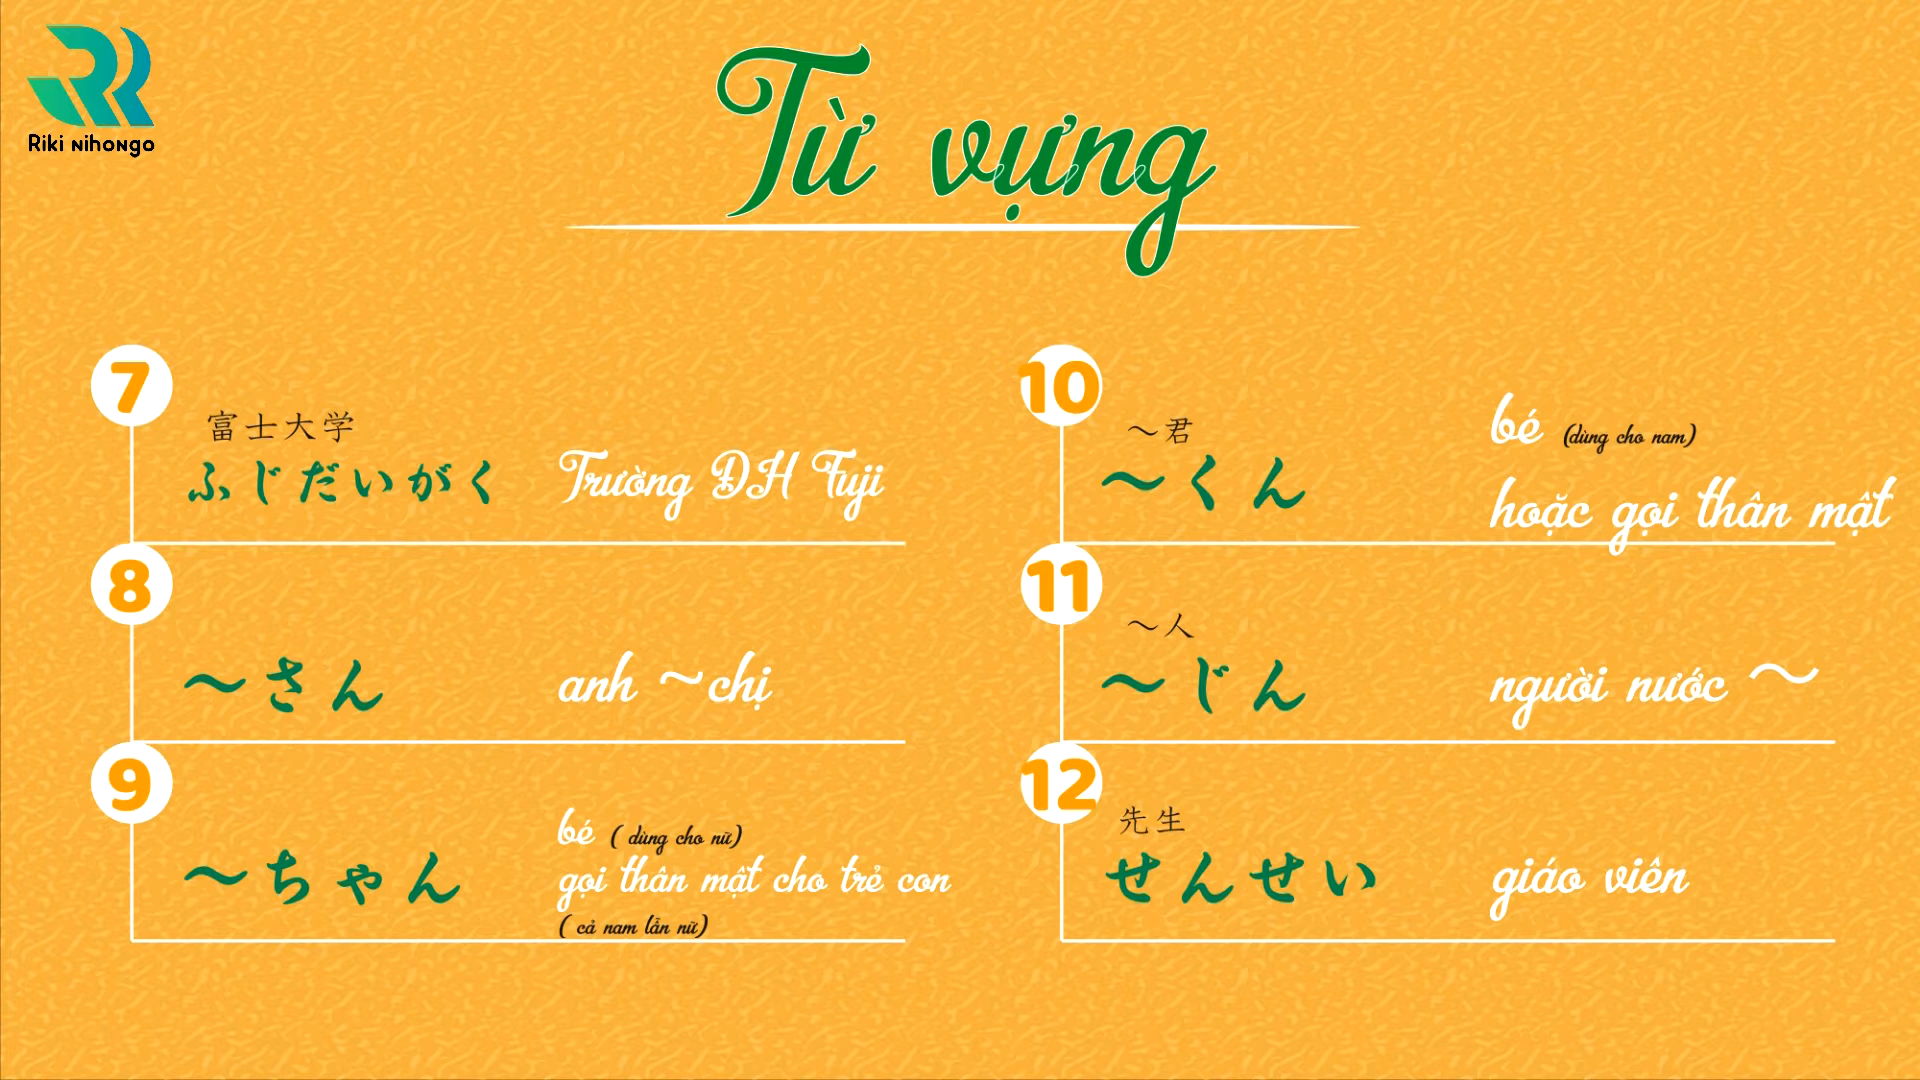 Riki nihongo
Từ vựng
7
富士大学
ふじだいがく
Trường ĐH Fuji
8
～さん
anh ~ chị
9
～ちゃん
bé ( dùng cho nữ)
gọi thân mật cho trẻ con
( cả nam lẫn nữ)
10
～君
～くん
bé (dùng cho nam)
hoặc gọi thân mật
11
～人
～じん
người nước ～
12
先生
せんせい
giáo viên